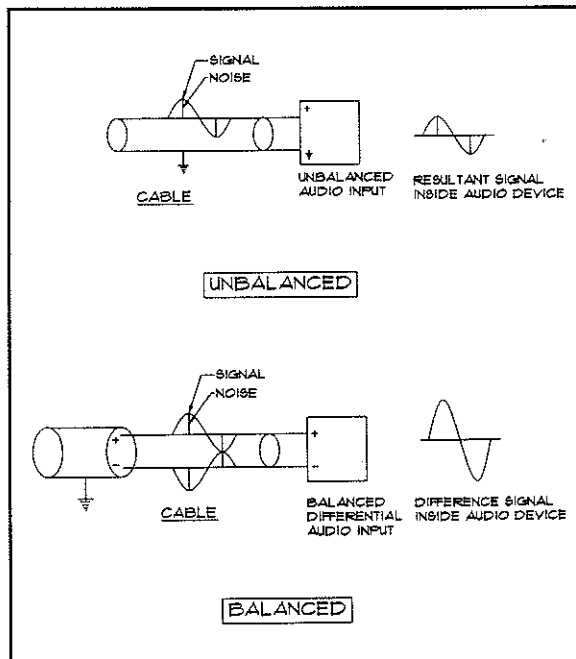 SIGNAL
NOISE
+
UNBALANCED
AUDIO INPUT
RESULTANT SIGNAL
INSIDE AUDIO DEVICE
CABLE
UNBALANCED
SIGNAL
NOISE
+
-
+
-
CABLE
BALANCED
DIFFERENTIAL
AUDIO INPUT
DIFFERENCE SIGNAL
INSIDE AUDIO DEVICE
BALANCED